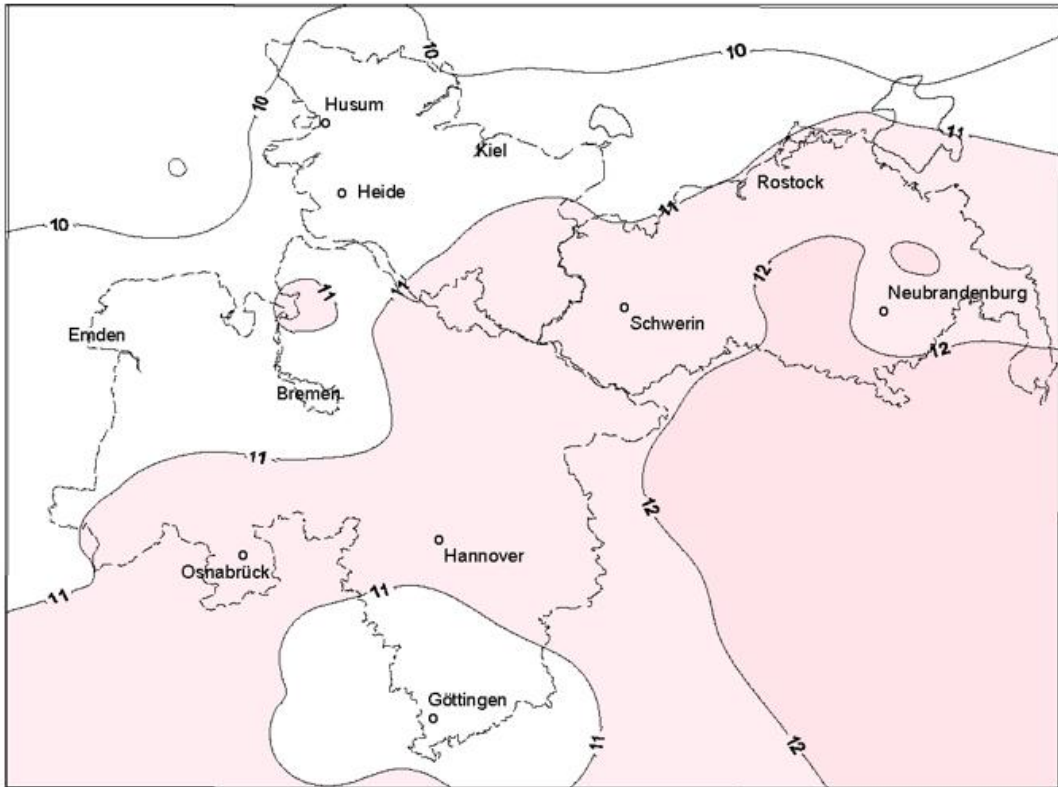 10
10
Husum
10
11
Kiel
Rostock
Heide
11
10
12
11
11
Neubrandenburg
Schwerin
Emden
12
Bremen
11
12
Hannover
Osnabrück
11
11
Göttingen
11
12